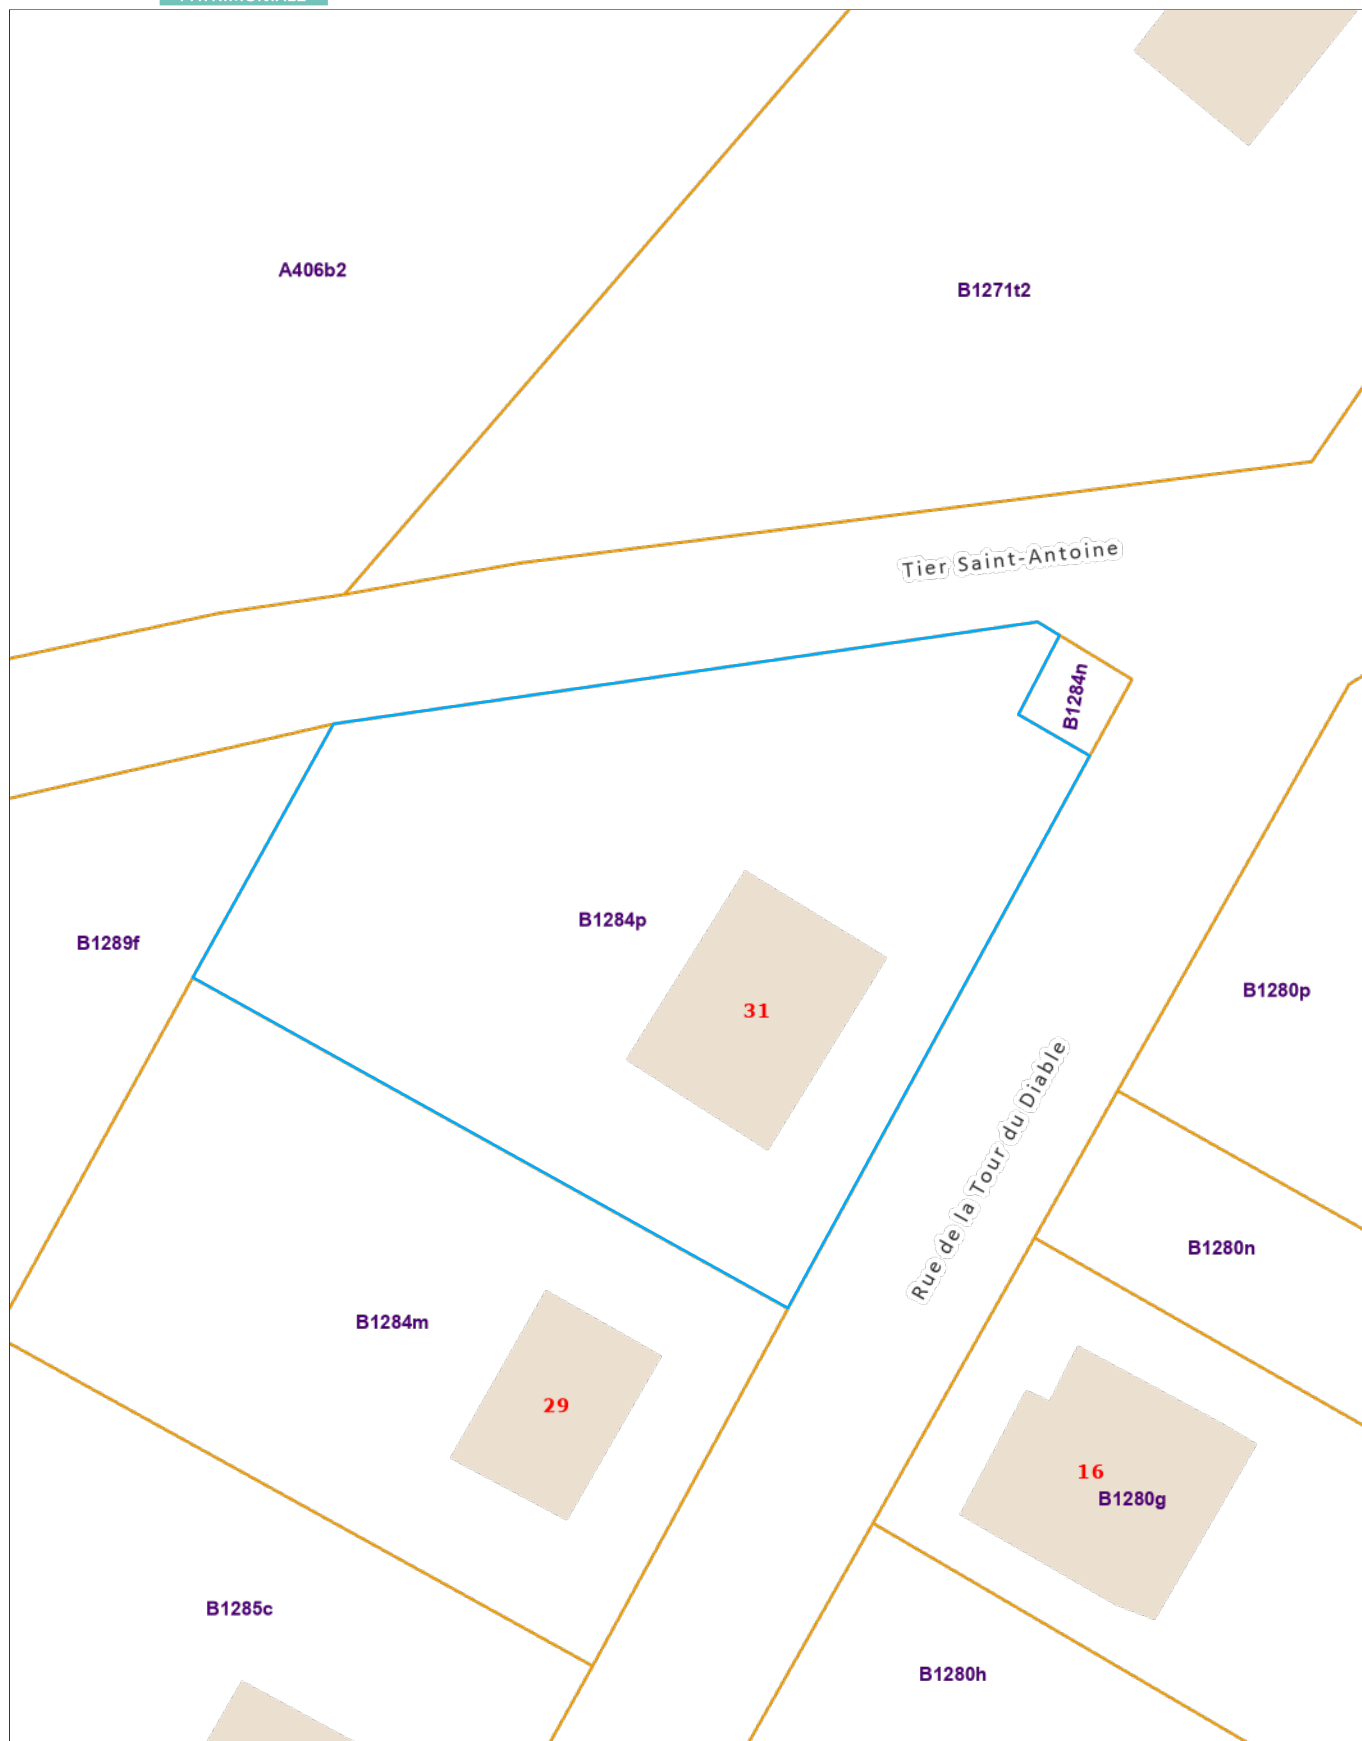 A406b2
B1271t2
Tier Saint-Antoine
B1284n
B1284p
B1289f
B1280p
31
Rue de la Tour du Diable
B1280n
B1284m
29
16
B1280g
B1285c
B1280h